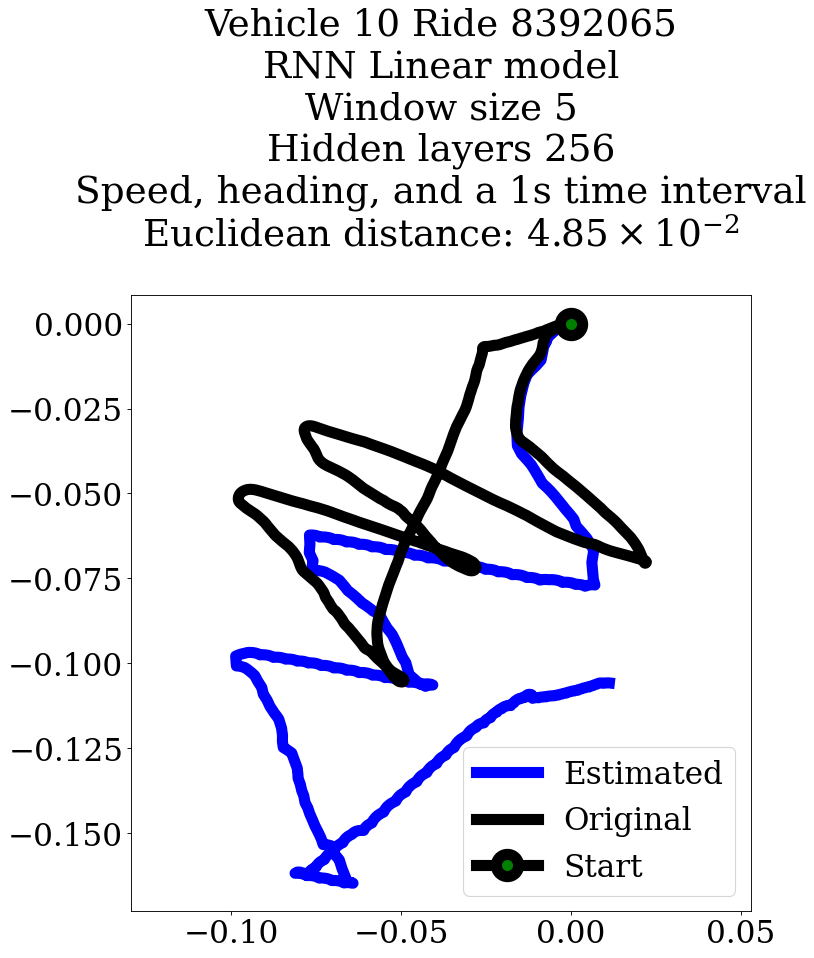 Vehicle 10 Ride 8392065
RNN Linear model
Window size 5
Hidden layers 256
Speed, heading, and a 1s time interval
Euclidean distance: 4.85 × 10⁻²
0.000
−0.025
−0.050
−0.075
−0.100
−0.125
−0.150
Estimated
Original
Start
−0.10 −0.05 0.00 0.05